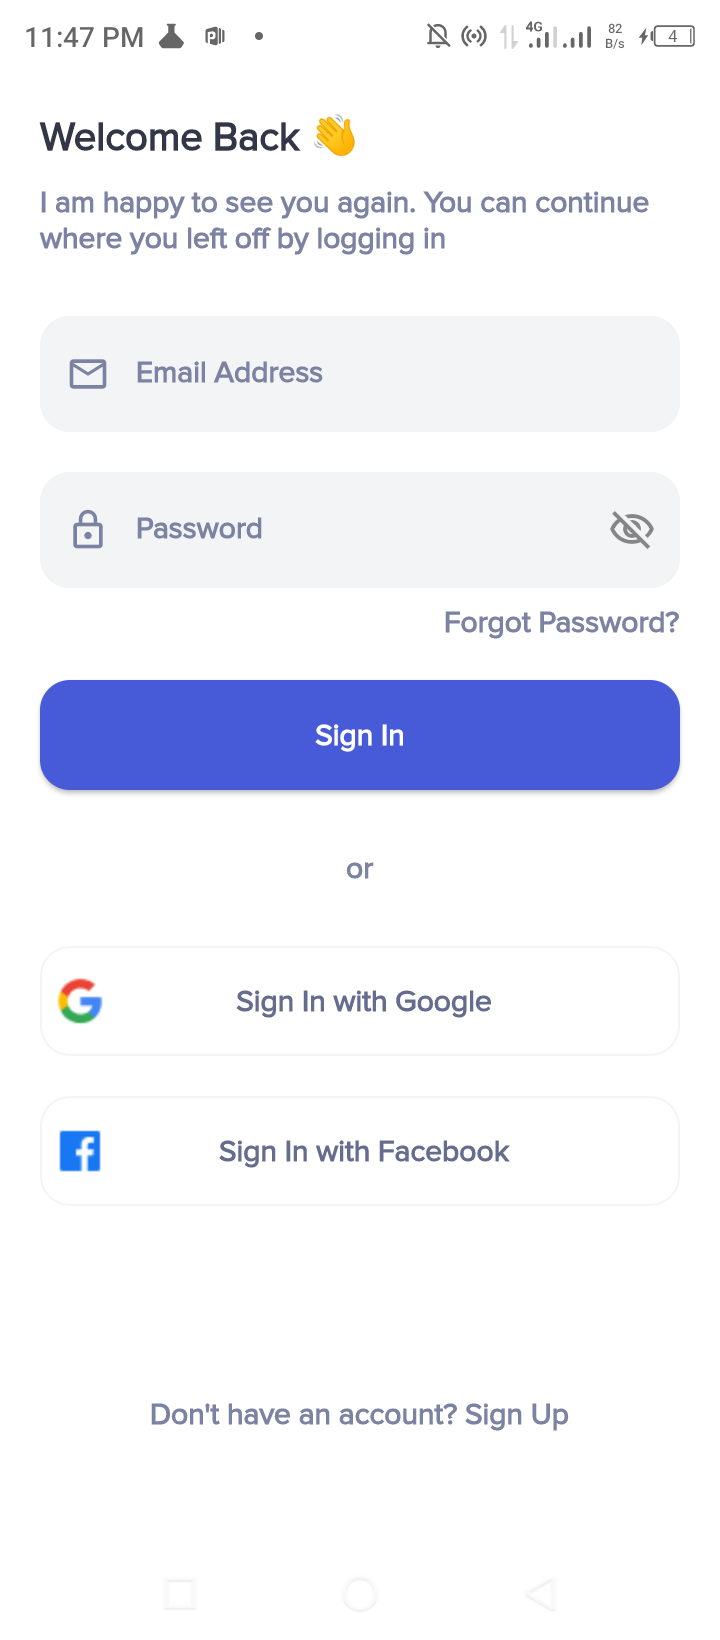 11:47 PM 4G 82 B/s 4
Welcome Back 👋
I am happy to see you again. You can continue
where you left off by logging in
Email Address
Password
Forgot Password?
Sign In
or
Sign In with Google
Sign In with Facebook
Don't have an account? Sign Up